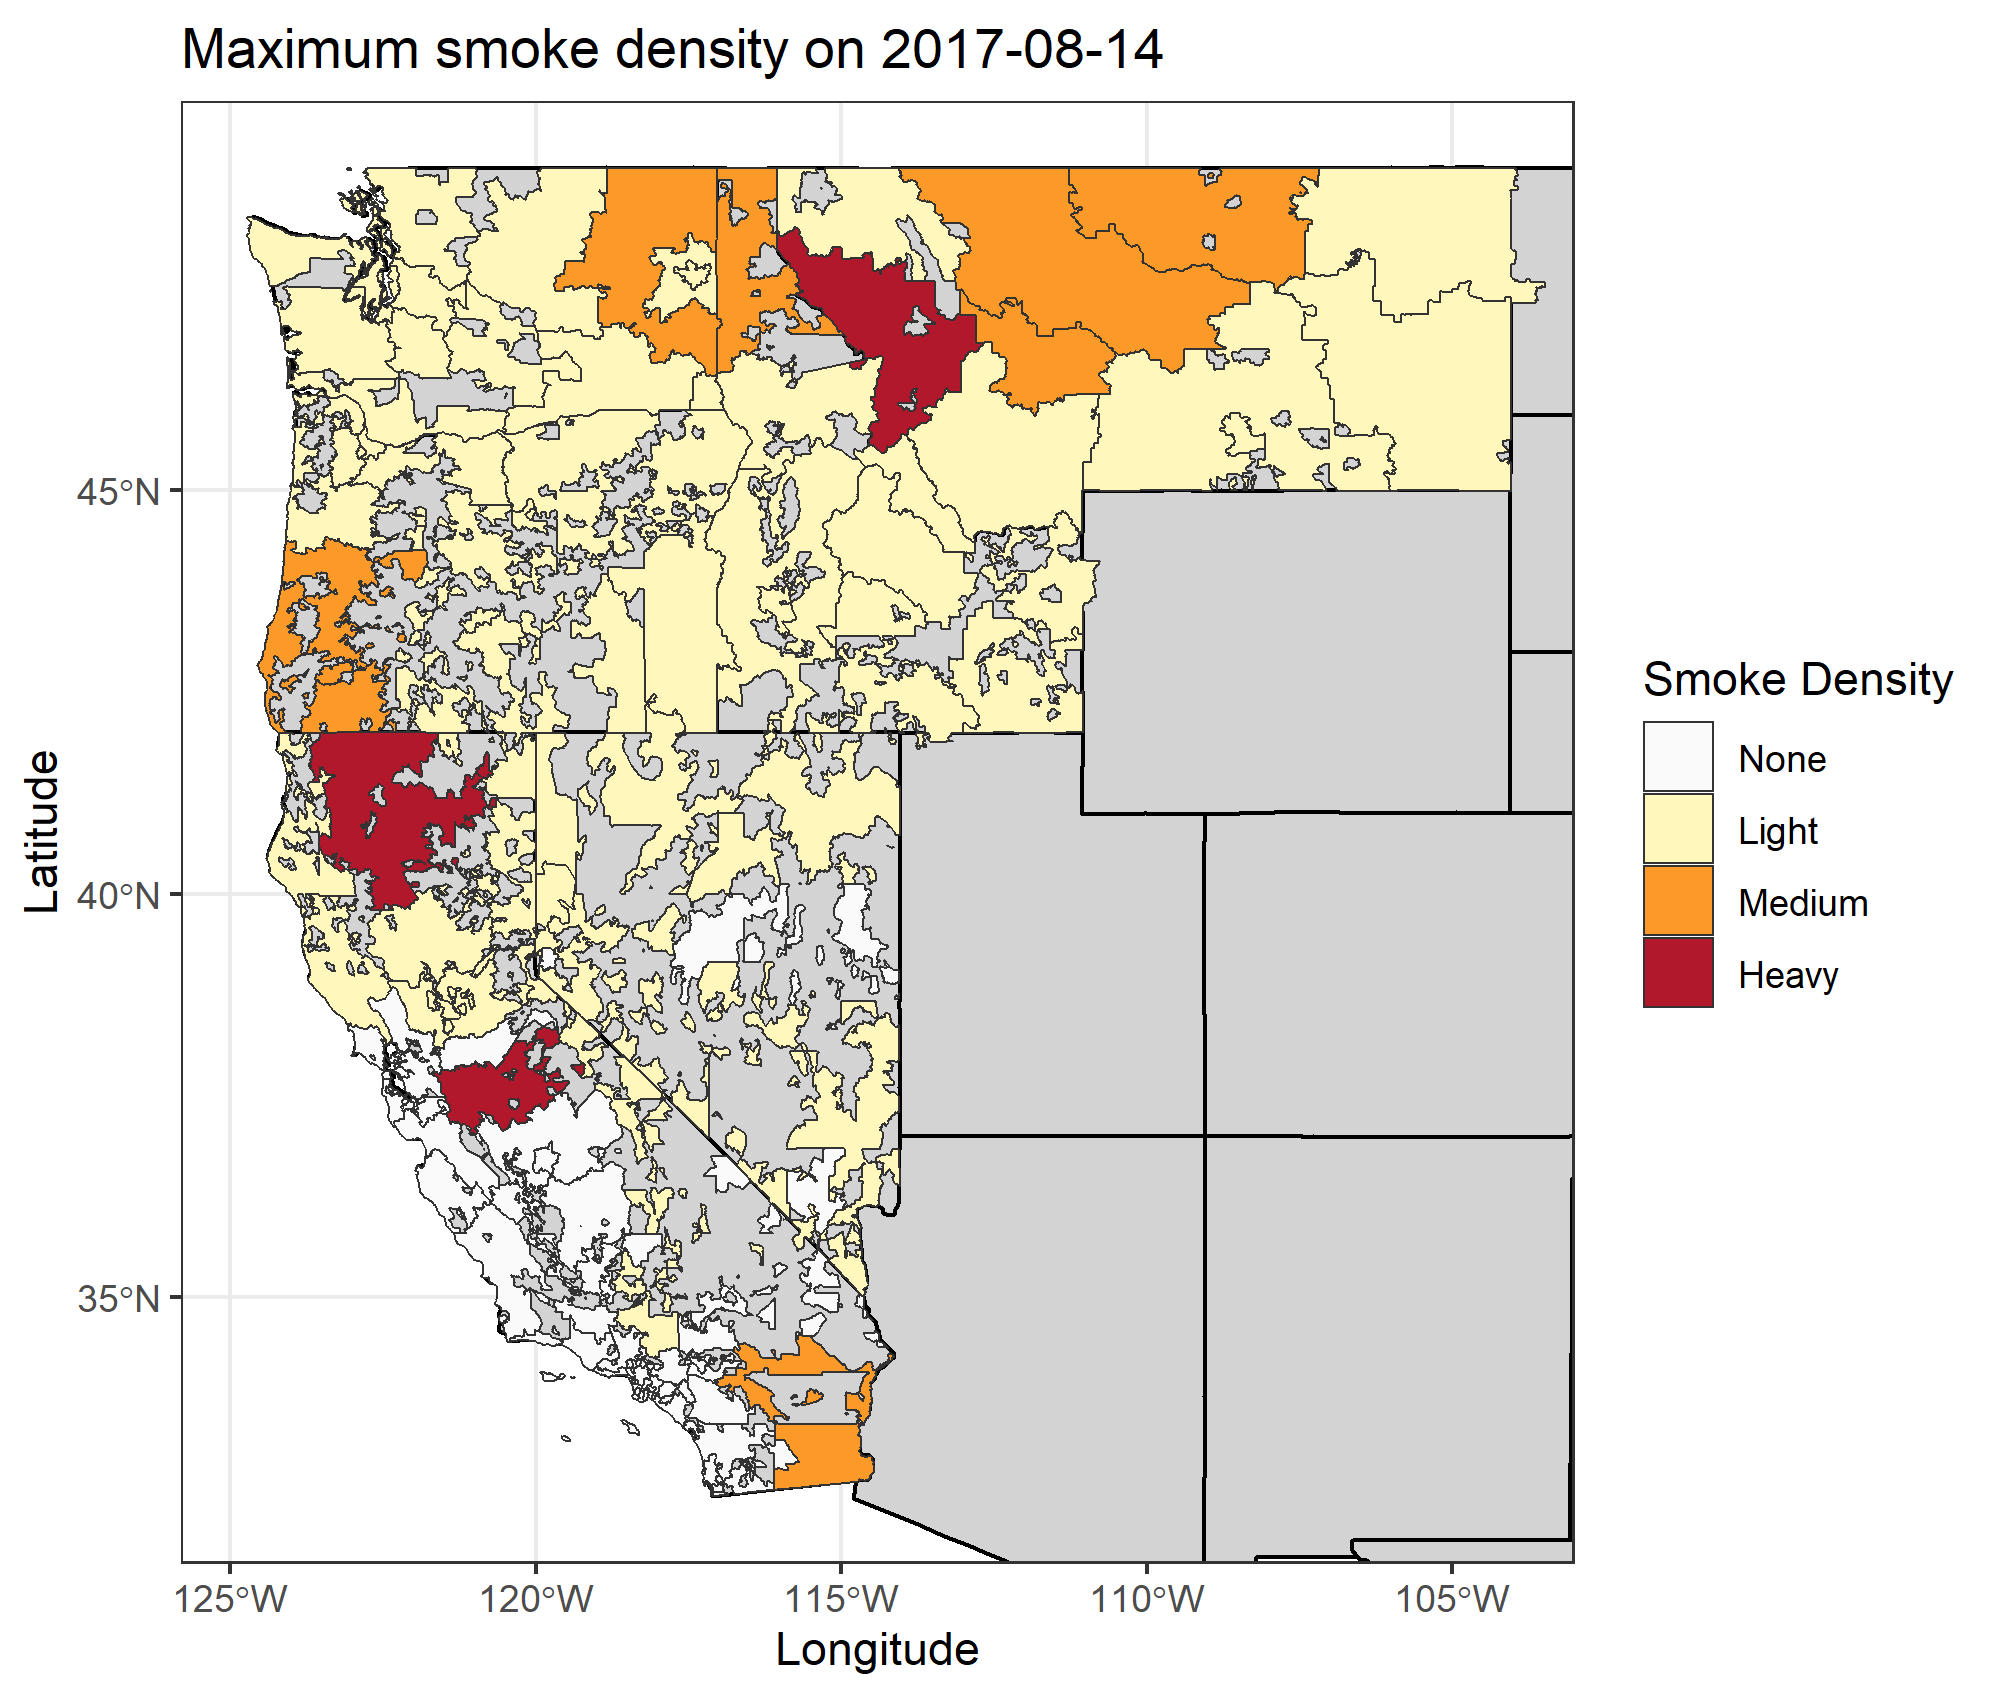 Maximum smoke density on 2017-08-14
45°N
40°N
35°N
Latitude
125°W
120°W
115°W
110°W
105°W
Longitude
Smoke Density
None
Light
Medium
Heavy